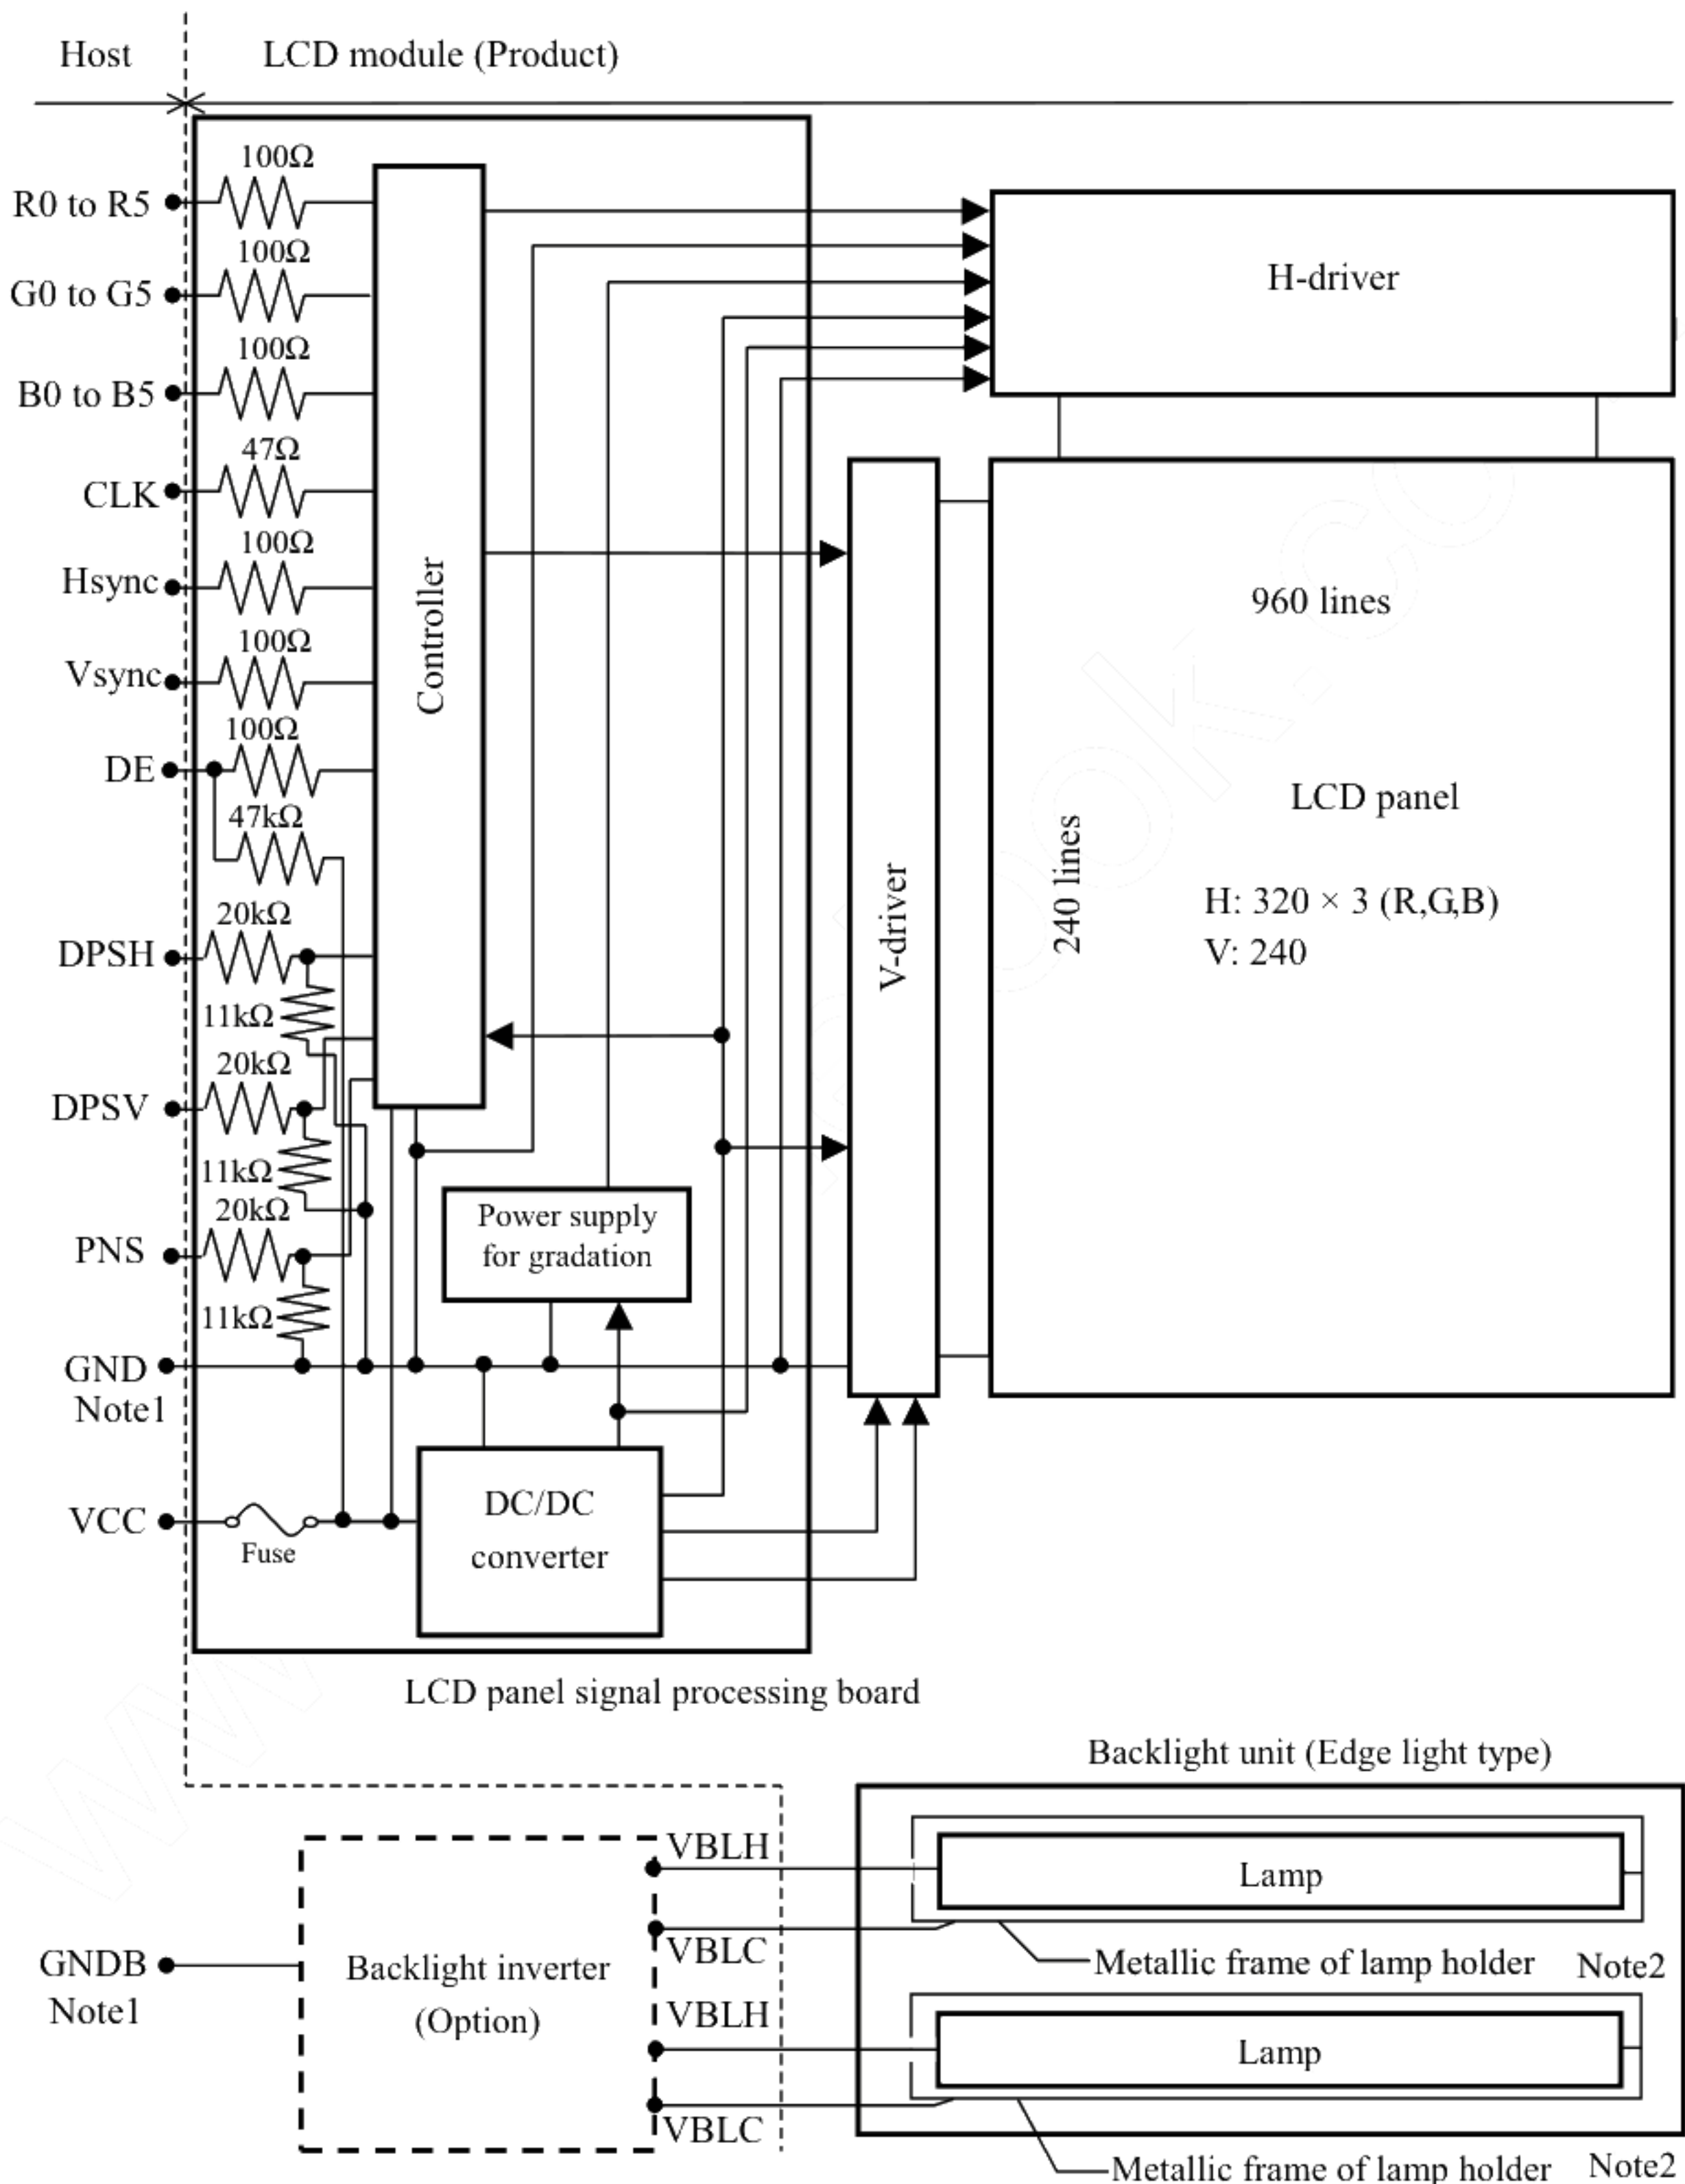 Host
LCD module (Product)
R0 to R5
100Ω
G0 to G5
100Ω
B0 to B5
100Ω
CLK
47Ω
Hsync
100Ω
Vsync
100Ω
DE
100Ω
47kΩ
DPSH
20kΩ
11kΩ
DPSV
20kΩ
11kΩ
PNS
20kΩ
11kΩ
GND
Note1
VCC
Fuse
Controller
Power supply
for gradation
DC/DC
converter
H-driver
V-driver
960 lines
240 lines
LCD panel
H: 320 × 3 (R,G,B)
V: 240
LCD panel signal processing board
Backlight unit (Edge light type)
GNDB
Note1
Backlight inverter
(Option)
VBLH
VBLC
VBLH
VBLC
Lamp
Metallic frame of lamp holder
Note2
Lamp
Metallic frame of lamp holder
Note2